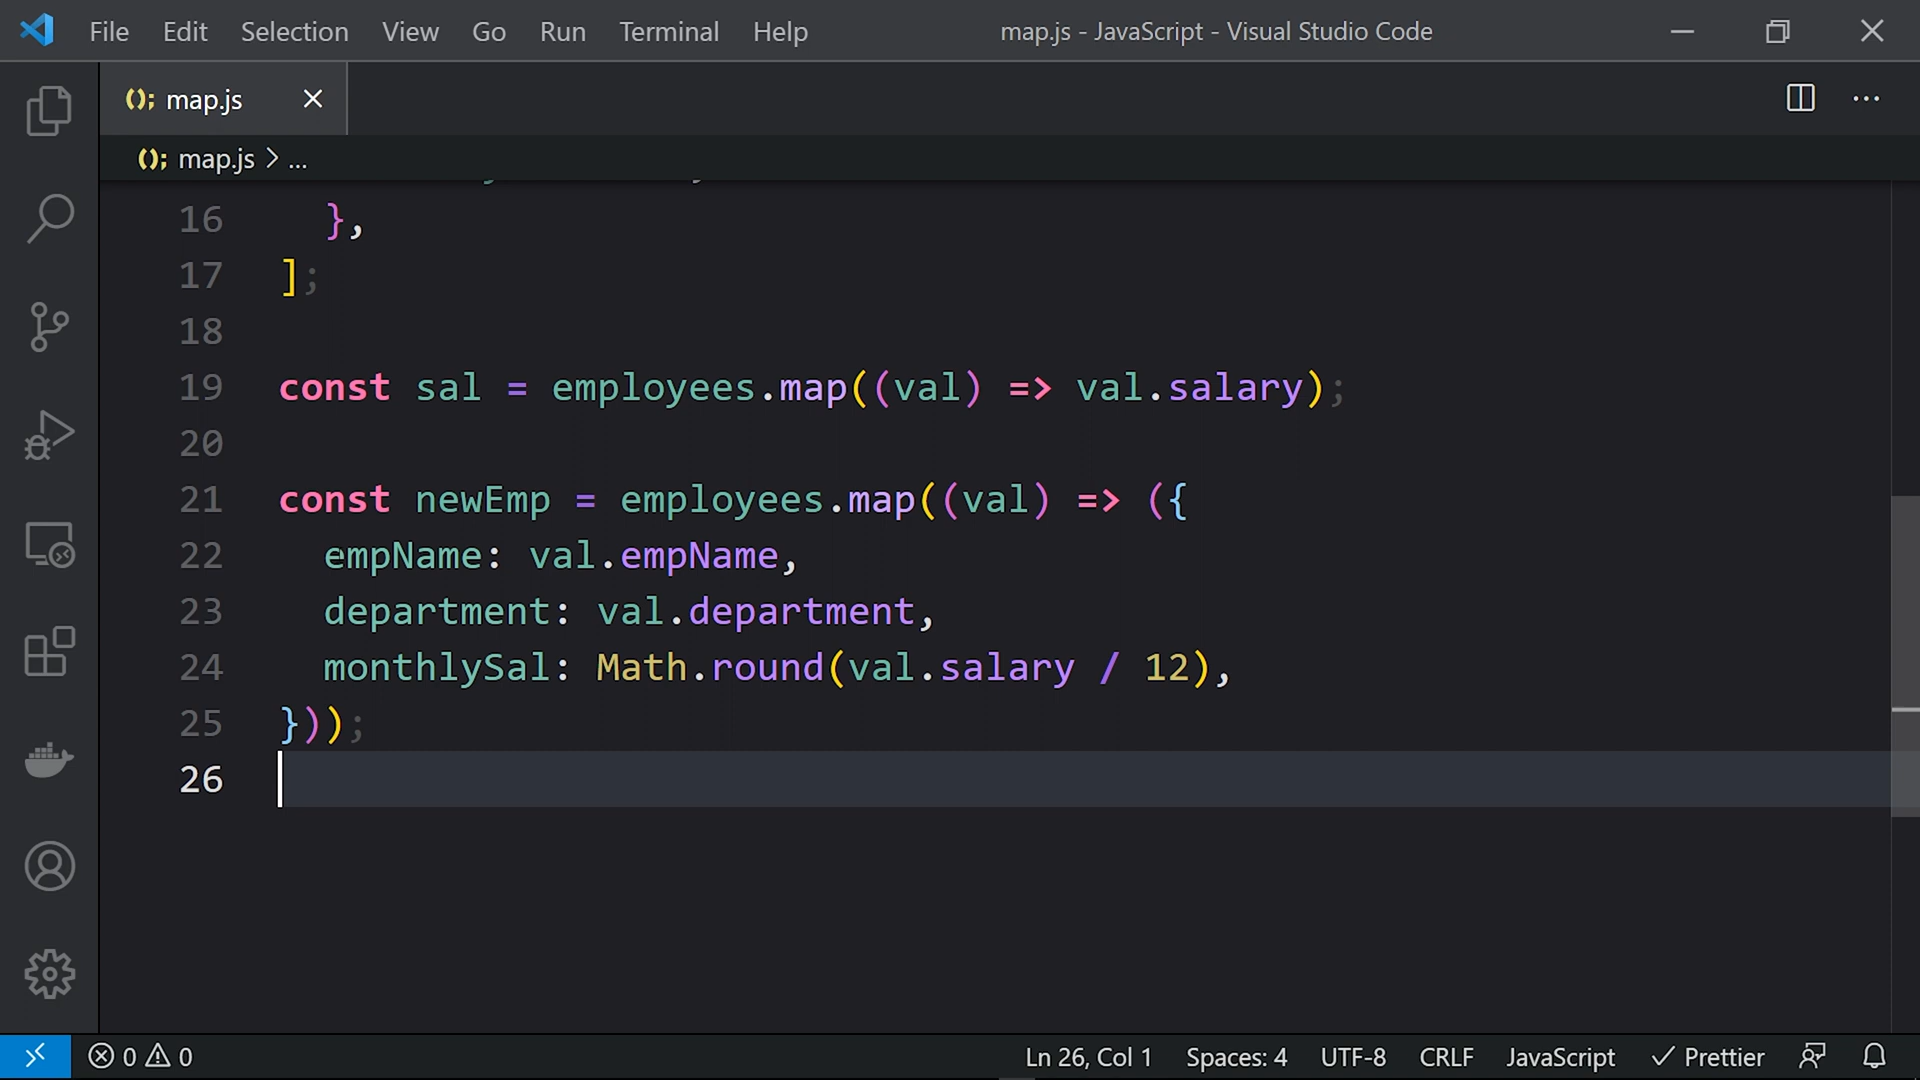 File Edit Selection View Go Run Terminal Help map.js - JavaScript - Visual Studio Code
(); map.js
(); map.js > ...
16 },
17 ];
18
19 const sal = employees.map((val) => val.salary);
20
21 const newEmp = employees.map((val) => ({
22 empName: val.empName,
23 department: val.department,
24 monthlySal: Math.round(val.salary / 12),
25 }));
26
0 0 Ln 26, Col 1 Spaces: 4 UTF-8 CRLF JavaScript Prettier